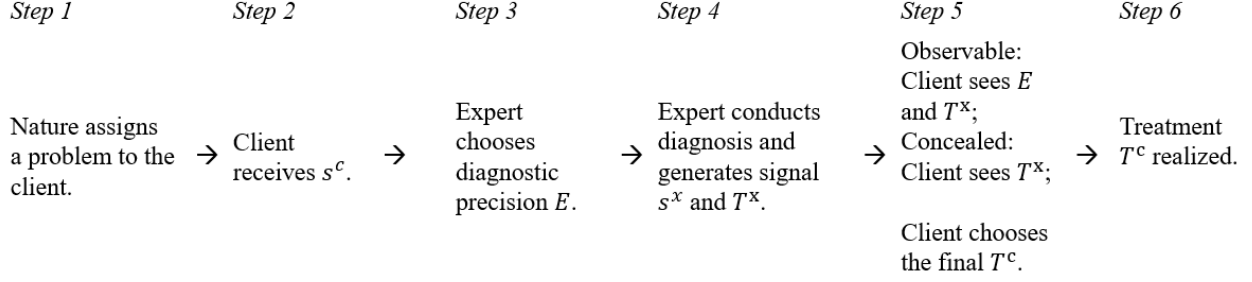 Step 1
Step 2
Step 3
Step 4
Step 5
Step 6
Nature assigns
a problem to the
client.
→
Client
receives s^c.
→
Expert
chooses
diagnostic
precision E.
→
Expert conducts
diagnosis and
generates signal
s^x and T^x.
→
Observable:
Client sees E
and T^x;
Concealed:
Client sees T^x;
Client chooses
the final T^c.
→
Treatment
T^c realized.